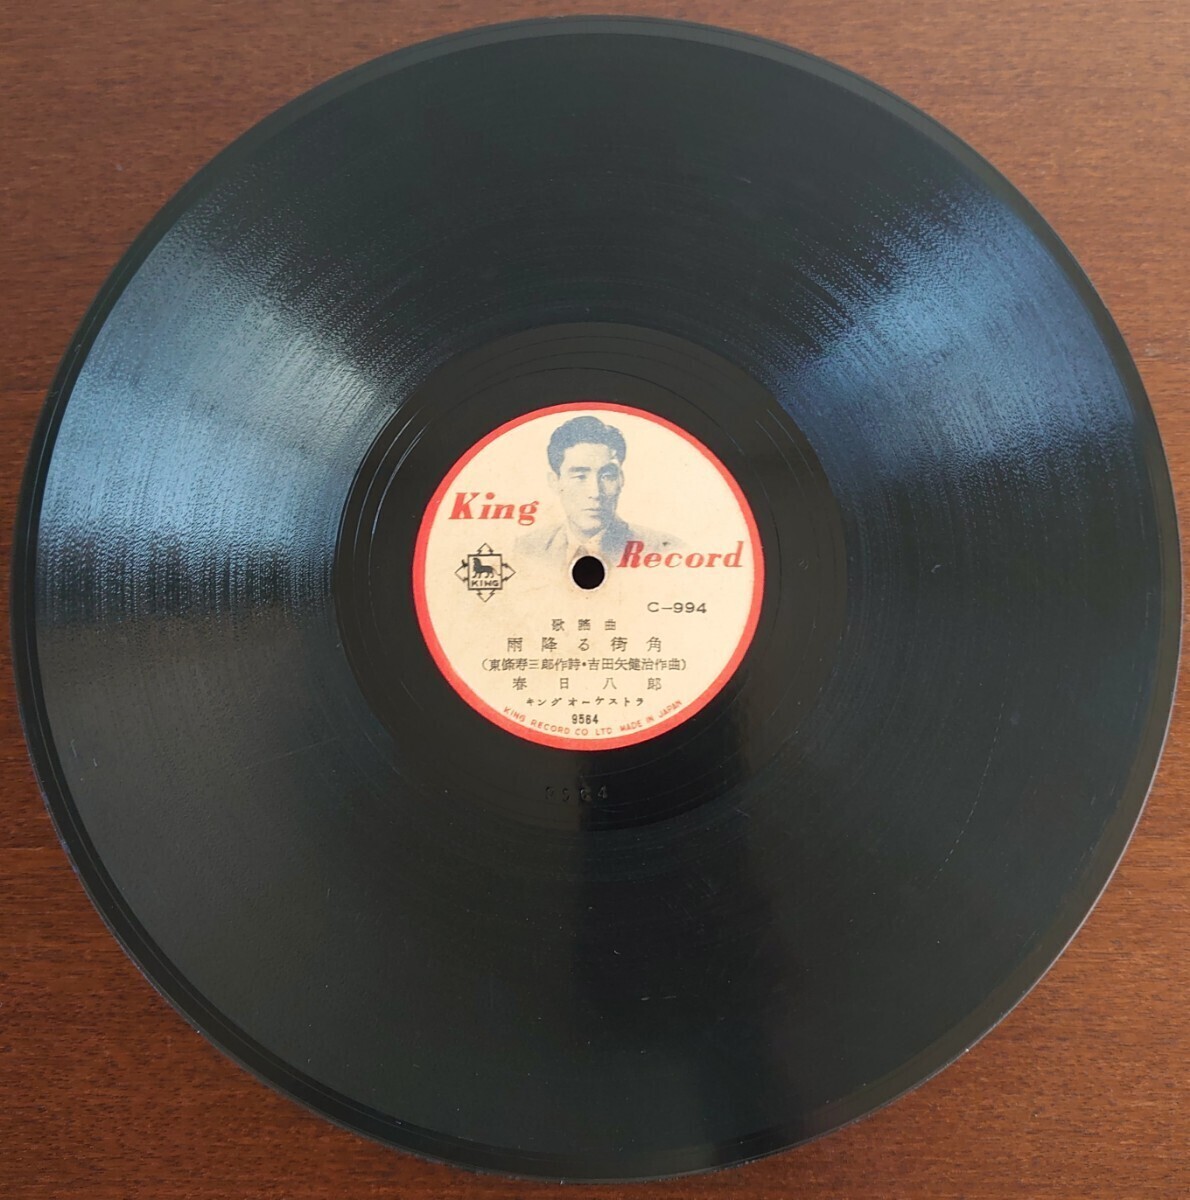 King
Record
KING
C-994
歌謡曲
雨降る街角
(東條寿三郎作詩・吉田矢健治作曲)
春日八郎
キングオーケストラ
9564
KING RECORD CO LTD MADE IN JAPAN
9564